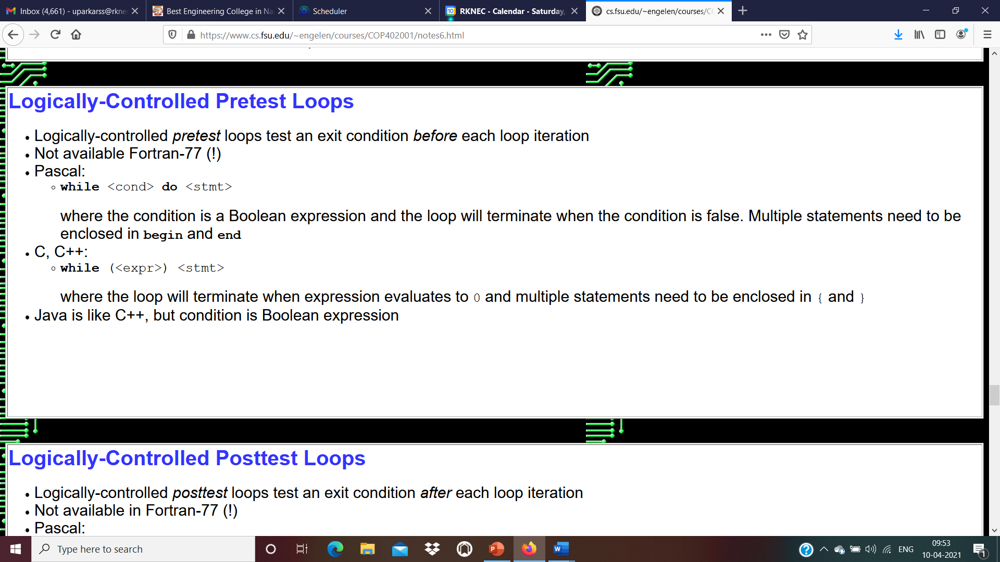 Inbox (4,661) - uparkarss@rkne
Best Engineering College in Na
Scheduler
RKNEC - Calendar - Saturday,
cs.fsu.edu/~engelen/courses/C
https://www.cs.fsu.edu/~engelen/courses/COP402001/notes6.html
Logically-Controlled Pretest Loops
• Logically-controlled pretest loops test an exit condition before each loop iteration
• Not available Fortran-77 (!)
• Pascal:
while <cond> do <stmt>
where the condition is a Boolean expression and the loop will terminate when the condition is false. Multiple statements need to be
enclosed in begin and end
• C, C++:
while (<expr>) <stmt>
where the loop will terminate when expression evaluates to 0 and multiple statements need to be enclosed in { and }
• Java is like C++, but condition is Boolean expression
Logically-Controlled Posttest Loops
• Logically-controlled posttest loops test an exit condition after each loop iteration
• Not available in Fortran-77 (!)
• Pascal:
Type here to search
ENG
09:53
10-04-2021
1